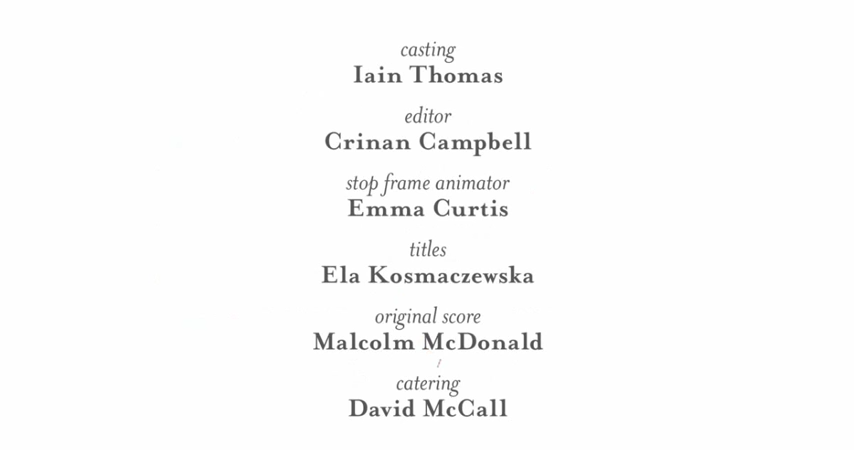 casting
Iain Thomas
editor
Crinan Campbell
stop frame animator
Emma Curtis
titles
Ela Kosmaczewska
original score
Malcolm McDonald
catering
David McCall